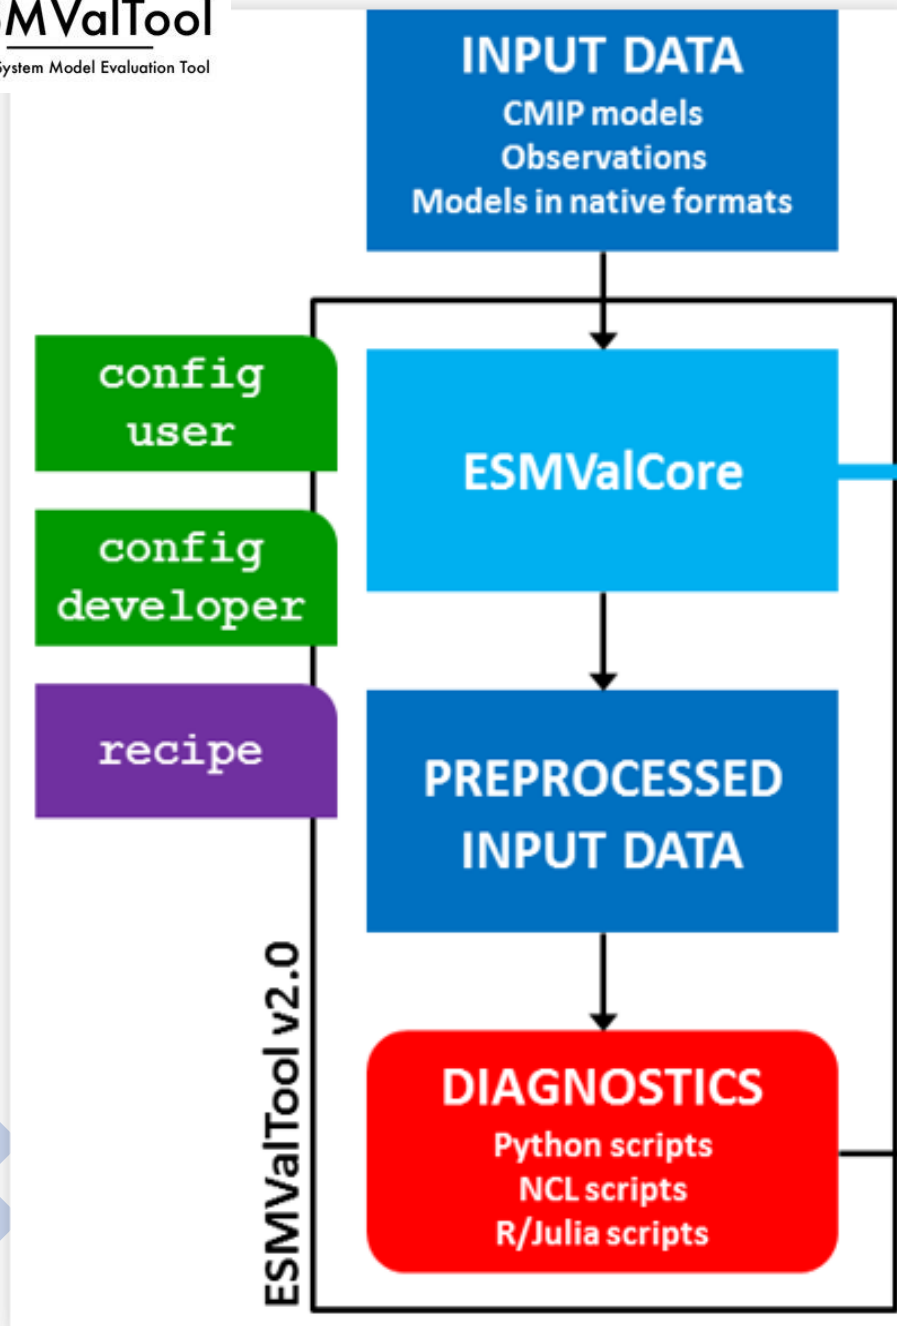 MValTool
System Model Evaluation Tool
INPUT DATA
CMIP models
Observations
Models in native formats
config
user
ESMValCore
config
developer
recipe
PREPROCESSED
INPUT DATA
ESMValTool v2.0
DIAGNOSTICS
Python scripts
NCL scripts
R/Julia scripts